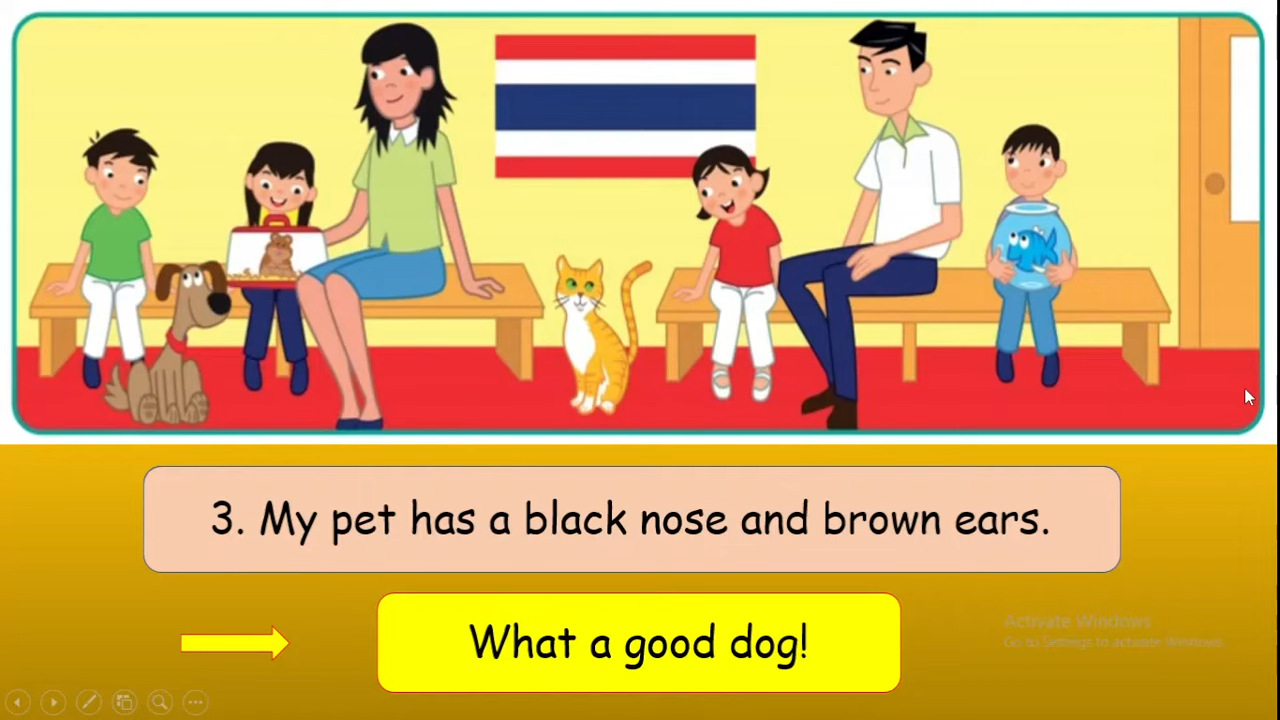 3. My pet has a black nose and brown ears.
What a good dog!
Activate Windows
Go to Settings to activate Windows.